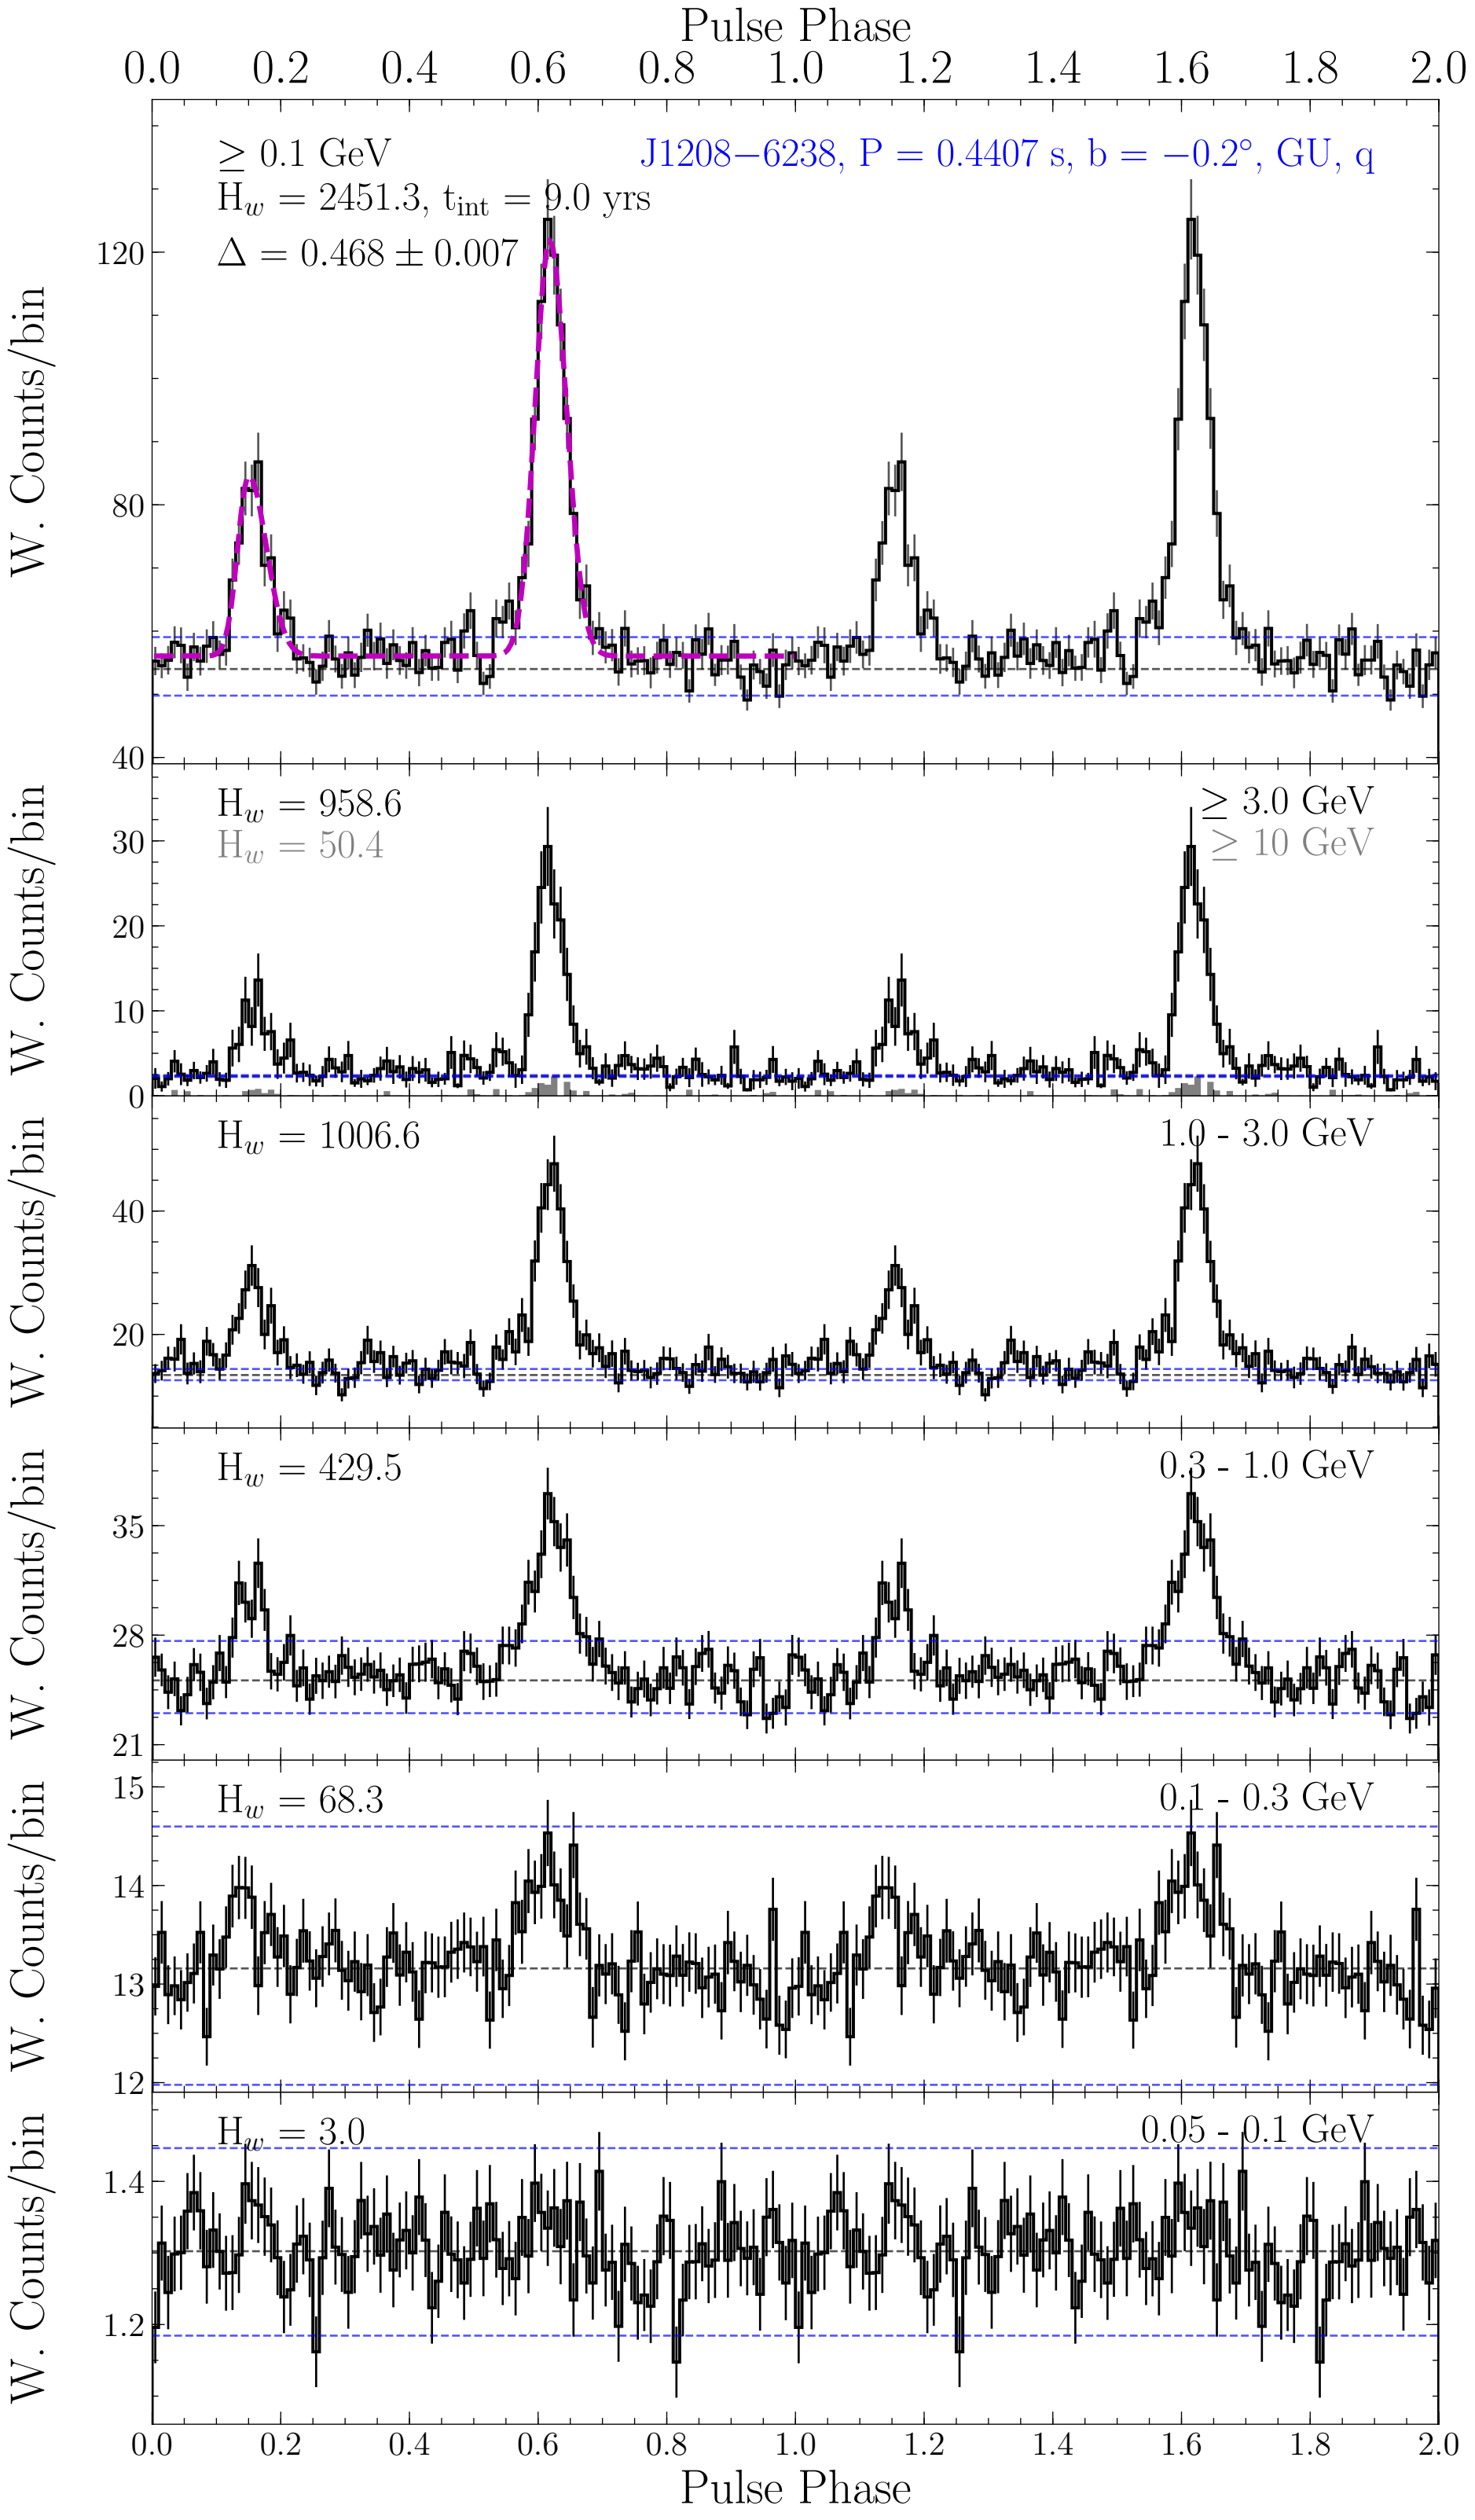 Pulse Phase
0.0 0.2 0.4 0.6 0.8 1.0 1.2 1.4 1.6 1.8 2.0
≥ 0.1 GeV
J1208−6238, P = 0.4407 s, b = −0.2°, GU, q
H_w = 2451.3, t_int = 9.0 yrs
Δ = 0.468 ± 0.007
W. Counts/bin
120
80
40
H_w = 958.6
≥ 3.0 GeV
H_w = 50.4
≥ 10 GeV
W. Counts/bin
30
20
10
0
H_w = 1006.6
1.0 - 3.0 GeV
W. Counts/bin
40
20
H_w = 429.5
0.3 - 1.0 GeV
W. Counts/bin
35
28
21
H_w = 68.3
0.1 - 0.3 GeV
W. Counts/bin
15
14
13
12
H_w = 3.0
0.05 - 0.1 GeV
W. Counts/bin
1.4
1.2
0.0 0.2 0.4 0.6 0.8 1.0 1.2 1.4 1.6 1.8 2.0
Pulse Phase